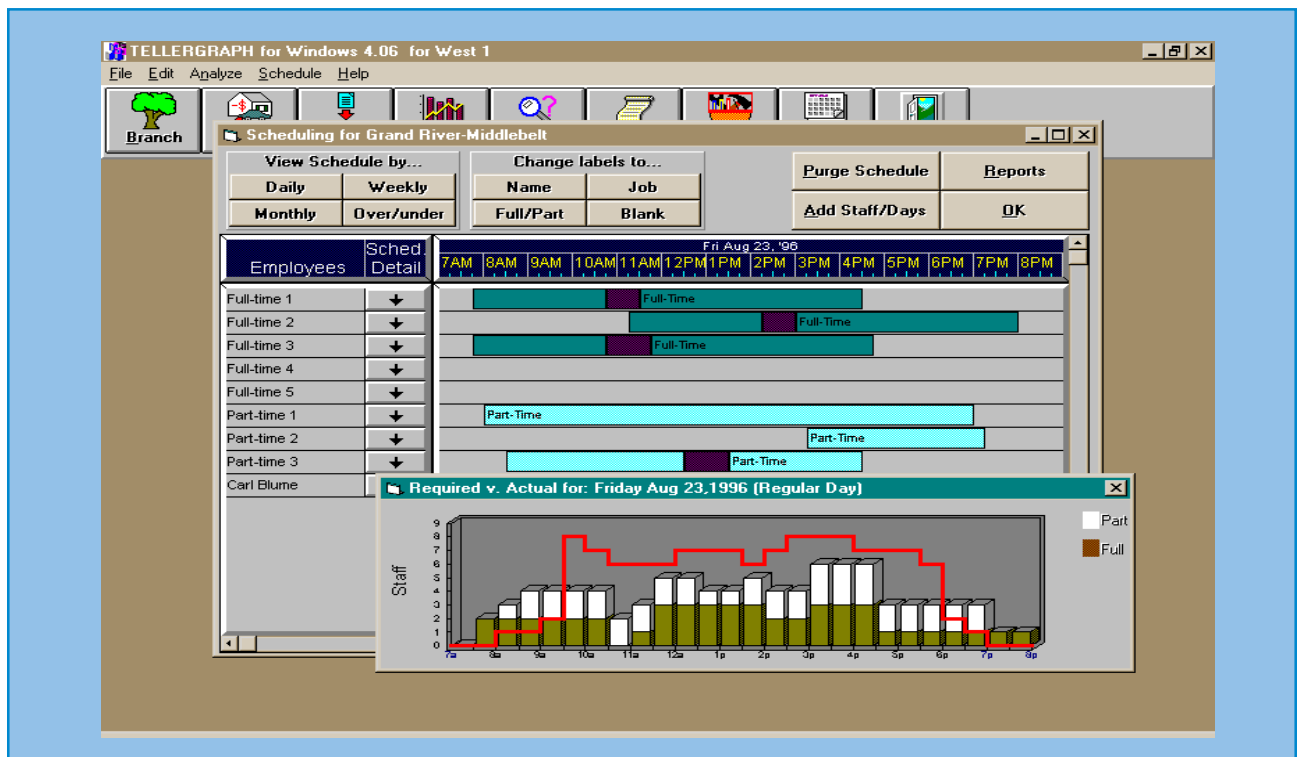 TELLERGRAPH for Windows 4.06 for West 1
File Edit Analyze Schedule Help
Branch
Scheduling for Grand River-Middlebelt
View Schedule by... Change labels to...
Daily Weekly Name Job Purge Schedule Reports
Monthly Over/under Full/Part Blank Add Staff/Days OK
Fri Aug 23, '96
Employees Sched. Detail 7AM 8AM 9AM 10AM 11AM 12PM 1PM 2PM 3PM 4PM 5PM 6PM 7PM 8PM
Full-time 1 Full-Time
Full-time 2 Full-Time
Full-time 3 Full-Time
Full-time 4
Full-time 5
Part-time 1 Part-Time
Part-time 2 Part-Time
Part-time 3 Part-Time
Carl Blume
Required v. Actual for: Friday Aug 23,1996 (Regular Day)
Part
Full
Staff
9
8
7
6
5
4
3
2
1
0
7a 8a 9a 10a 11a 12a 1p 2p 3p 4p 5p 6p 7p 8p